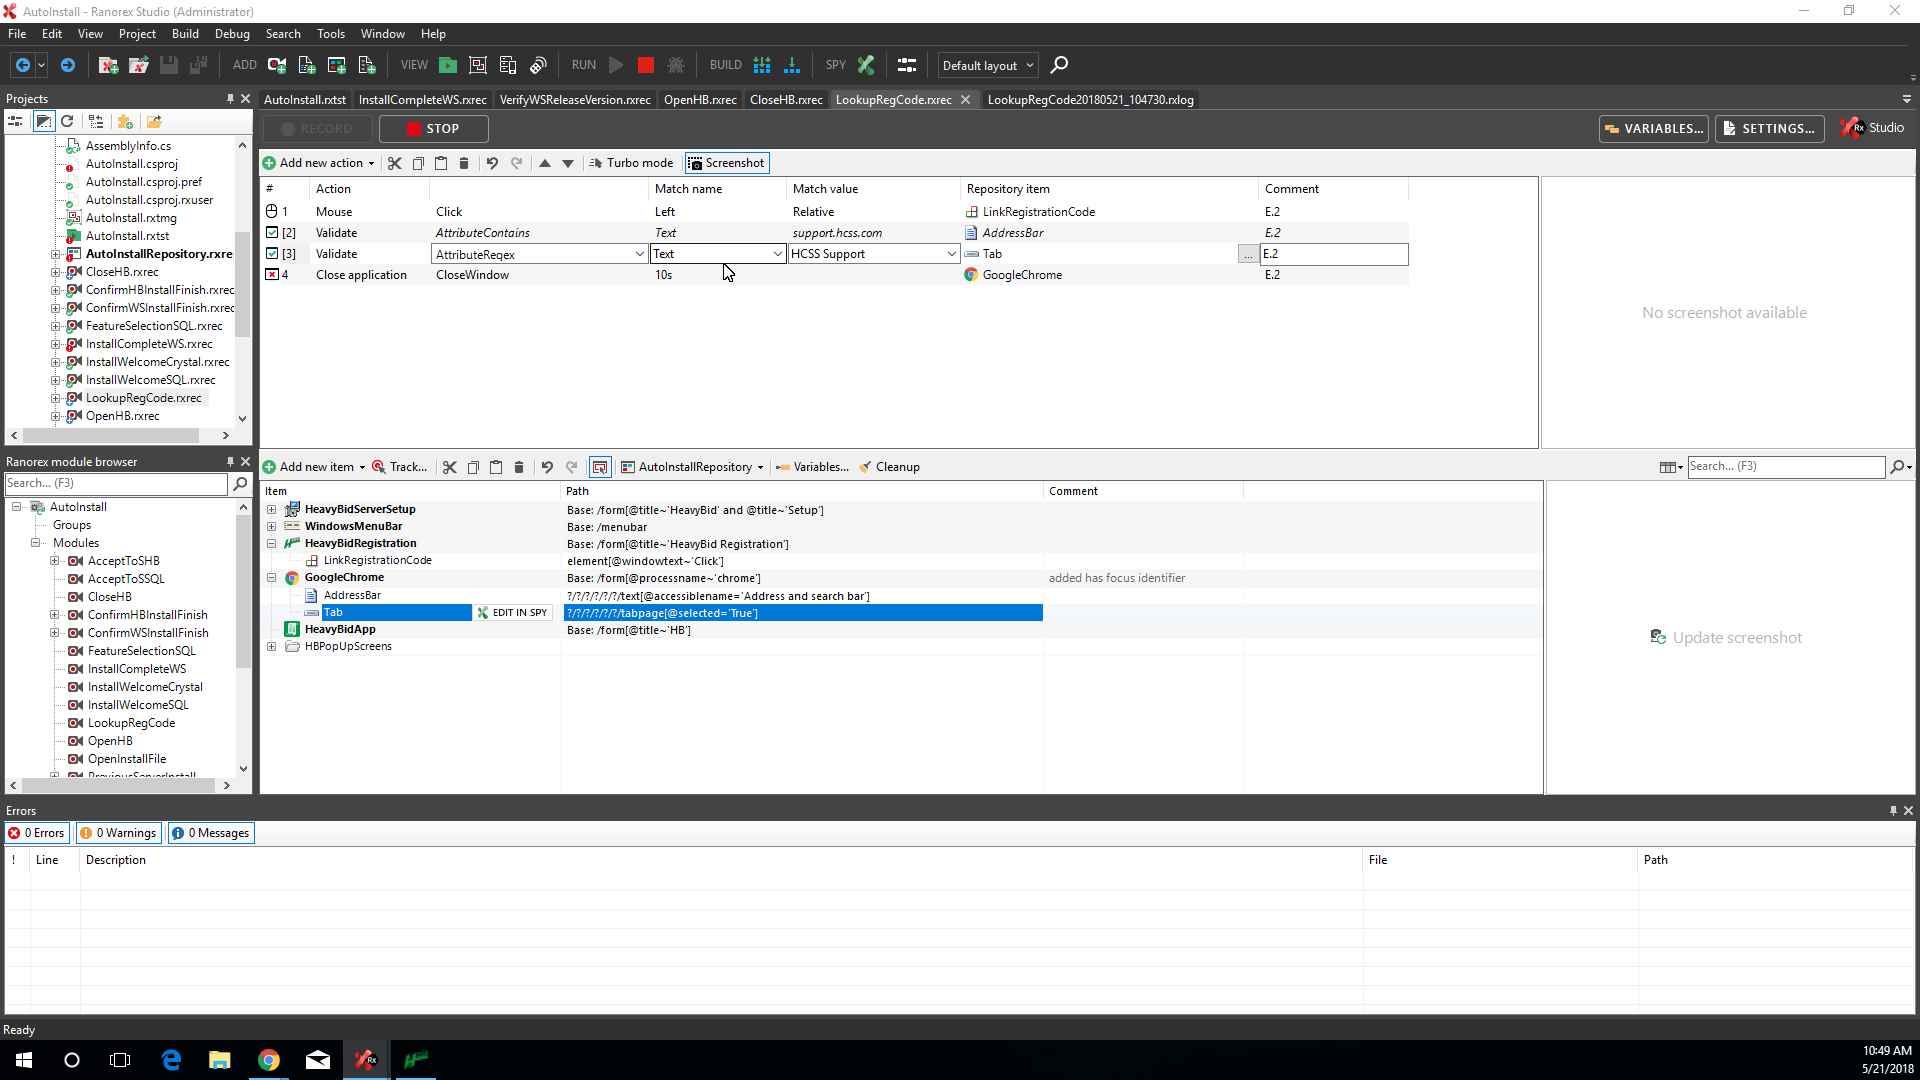 AutoInstall - Ranorex Studio (Administrator)
File Edit View Project Build Debug Search Tools Window Help
ADD VIEW RUN BUILD SPY Default layout
Projects
AutoInstall.rxtst InstallCompleteWS.rxrec VerifyWSReleaseVersion.rxrec OpenHB.rxrec CloseHB.rxrec LookupRegCode.rxrec LookupRegCode20180521_104730.rxlog
RECORD STOP VARIABLES... SETTINGS... Rx Studio
AssemblyInfo.cs
AutoInstall.csproj
AutoInstall.csproj.pref
AutoInstall.csproj.rxuser
AutoInstall.rxtmg
AutoInstall.rxtst
AutoInstallRepository.rxre
CloseHB.rxrec
ConfirmHBInstallFinish.rxrec
ConfirmWSInstallFinish.rxrec
FeatureSelectionSQL.rxrec
InstallCompleteWS.rxrec
InstallWelcomeCrystal.rxrec
InstallWelcomeSQL.rxrec
LookupRegCode.rxrec
OpenHB.rxrec
Add new action Turbo mode Screenshot
# Action Match name Match value Repository item Comment
1 Mouse Click Left Relative LinkRegistrationCode E.2
[2] Validate AttributeContains Text support.hcss.com AddressBar E.2
[3] Validate AttributeRegex Text HCSS Support Tab ... E.2
4 Close application CloseWindow 10s GoogleChrome E.2
No screenshot available
Ranorex module browser
Search... (F3)
AutoInstall
Groups
Modules
AcceptToSHB
AcceptToSSQL
CloseHB
ConfirmHBInstallFinish
ConfirmWSInstallFinish
FeatureSelectionSQL
InstallCompleteWS
InstallWelcomeCrystal
InstallWelcomeSQL
LookupRegCode
OpenHB
OpenInstallFile
PreviousServerInstall
Add new item Track... AutoInstallRepository Variables... Cleanup Search... (F3)
Item Path Comment
HeavyBidServerSetup Base: /form[@title~'HeavyBid' and @title~'Setup']
WindowsMenuBar Base: /menubar
HeavyBidRegistration Base: /form[@title~'HeavyBid Registration']
LinkRegistrationCode element[@windowtext~'Click']
GoogleChrome Base: /form[@processname~'chrome'] added has focus identifier
AddressBar ?/?/?/?/?/?/text[@accessiblename='Address and search bar']
Tab EDIT IN SPY ?/?/?/?/?/?/tabpage[@selected='True']
HeavyBidApp Base: /form[@title~'HB']
HBPopUpScreens
Update screenshot
Errors
0 Errors 0 Warnings 0 Messages
! Line Description File Path
Ready
10:49 AM
5/21/2018